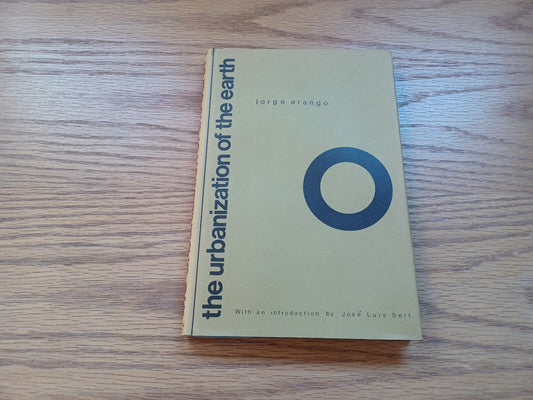 the urbanization of the earth
jorge arango
With an introduction by José Luis Sert